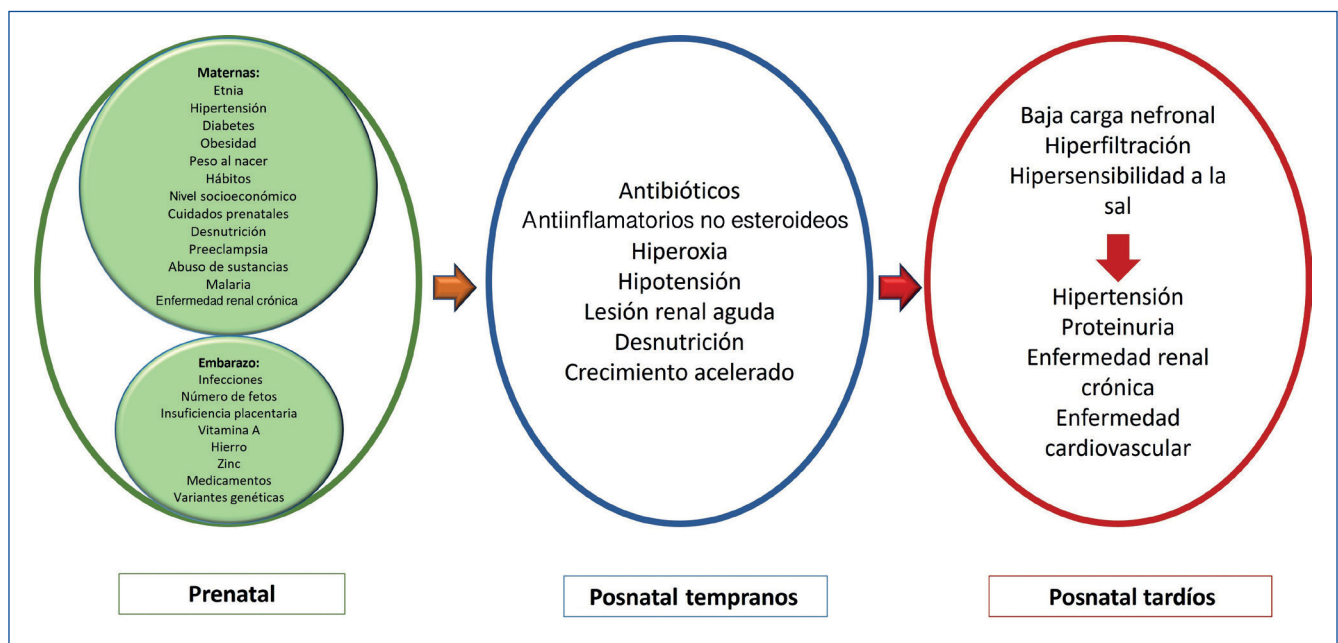 Maternas:
Etnia
Hipertensión
Diabetes
Obesidad
Peso al nacer
Hábitos
Nivel socioeconómico
Cuidados prenatales
Desnutrición
Preeclampsia
Abuso de sustancias
Malaria
Enfermedad renal crónica
Embarazo:
Infecciones
Número de fetos
Insuficiencia placentaria
Vitamina A
Hierro
Zinc
Medicamentos
Variantes genéticas
Prenatal
Antibióticos
Antiinflamatorios no esteroideos
Hiperoxia
Hipotensión
Lesión renal aguda
Desnutrición
Crecimiento acelerado
Posnatal tempranos
Baja carga nefronal
Hiperfiltración
Hipersensibilidad a la
sal
Hipertensión
Proteinuria
Enfermedad renal
crónica
Enfermedad
cardiovascular
Posnatal tardíos